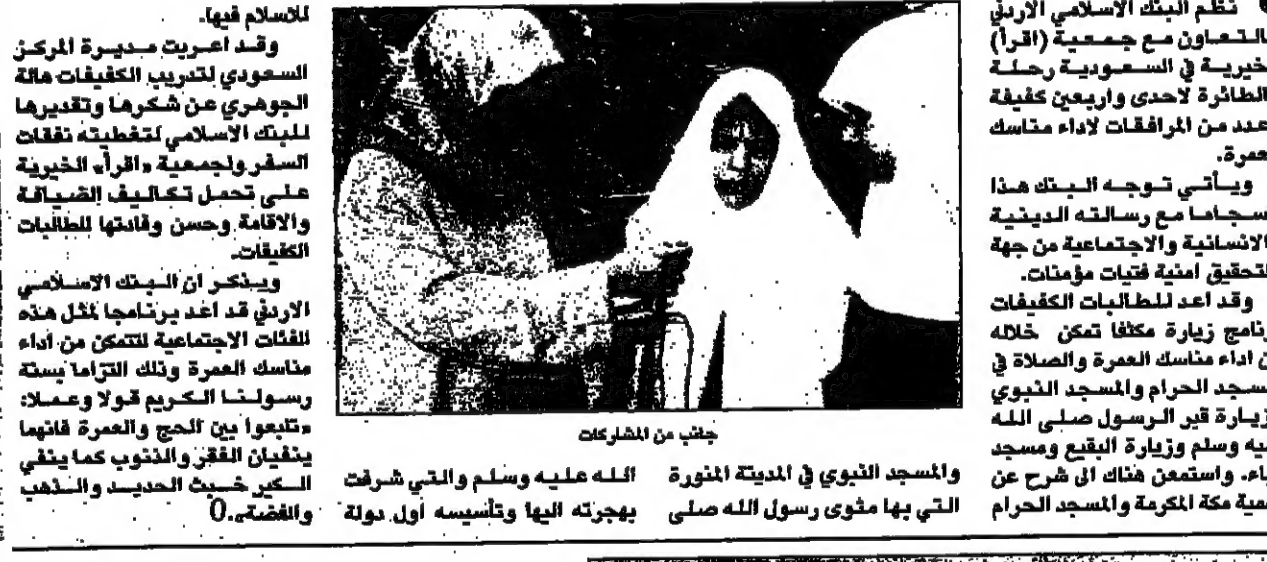 نظم البنك الاسلامي الاردني
بالتعاون مع جمعية (اقرأ)
خيرية في السعودية رحلة
الطائرة لاحدى واربعين كفيفة
عدد من المرافقات لاداء مناسك
عمرة.
ويأتي توجه البنك هذا
سجاما مع رسالته الدينية
الانسانية والاجتماعية من جهة
لتحقيق امنية فتيات مؤمنات.
وقد اعد للطالبات الكفيفات
رنامج زيارة مكثفا تمكن خلاله
ن اداء مناسك العمرة والصلاة في
مسجد الحرام والمسجد النبوي
زيارة قبر الرسول صلى الله
ليه وسلم وزيارة البقيع ومسجد
باء. واستمعن هناك الى شرح عن
همية مكة المكرمة والمسجد الحرام
جانب من المشاركات
والمسجد النبوي في المدينة المنورة
التي بها مثوى رسول الله صلى
الله عليه وسلم والتي شرفت
بهجرته اليها وتأسيسه أول دولة
للاسلام فيها.
وقد اعربت مديرة المركز
السعودي لتدريب الكفيفات هالة
الجوهري عن شكرها وتقديرها
للبنك الاسلامي لتغطيته نفقات
السفر ولجمعية «اقرأ» الخيرية
على تحمل تكاليف الضيافة
والاقامة وحسن وفادتها للطالبات
الكفيفات.
ويذكر ان البنك الاسلامي
الاردني قد اعد برنامجا لمثل هذه
الفئات الاجتماعية للتمكن من أداء
مناسك العمرة وذلك التزاما بسنة
رسولنا الكريم قولا وعملا:
«تابعوا بين الحج والعمرة فانهما
ينفيان الفقر والذنوب كما ينفي
الكير خبث الحديد والذهب
والفضة».O